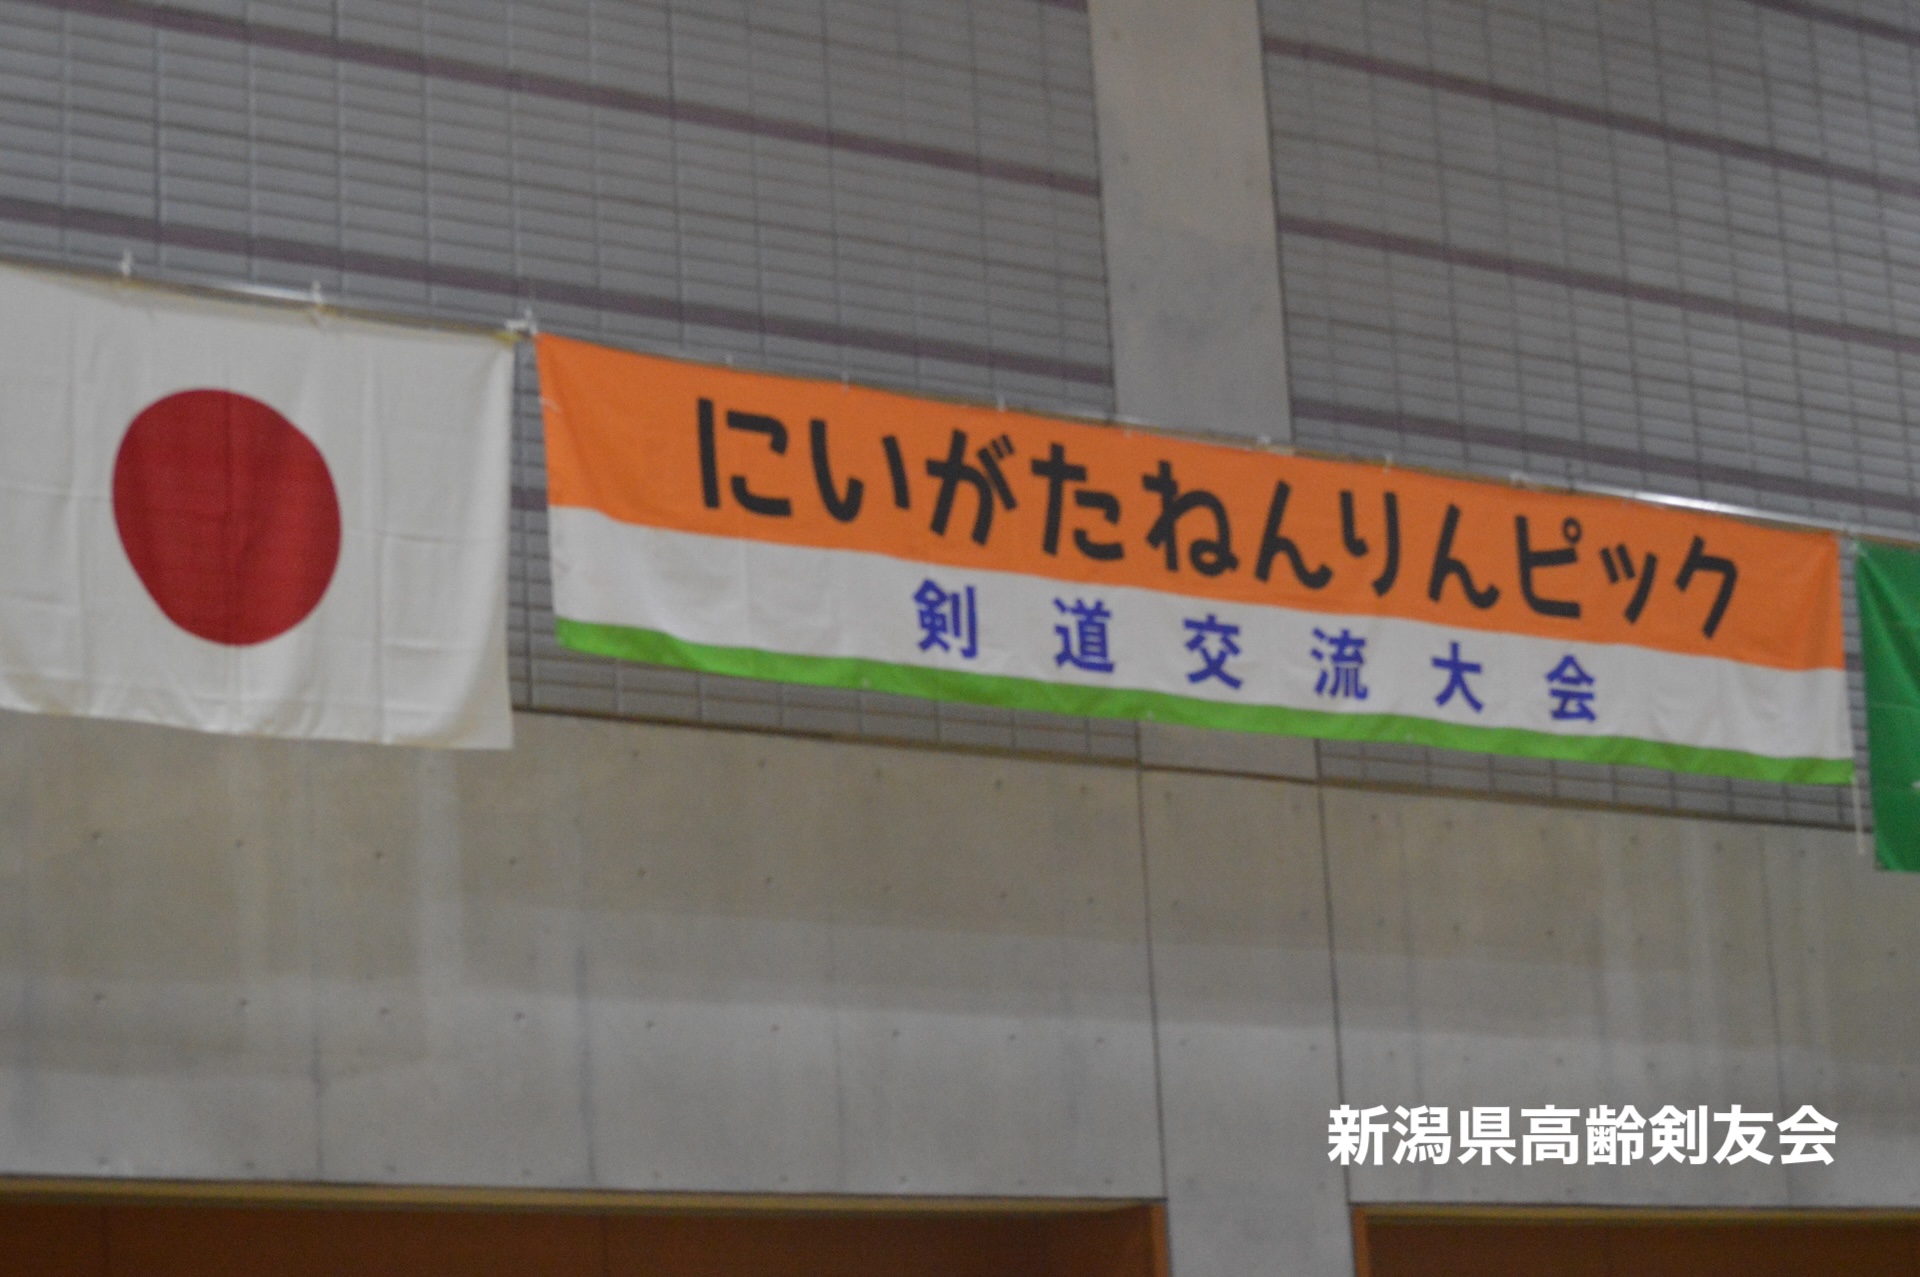 にいがたねんりんピック
剣道交流大会
新潟県高齢剣友会